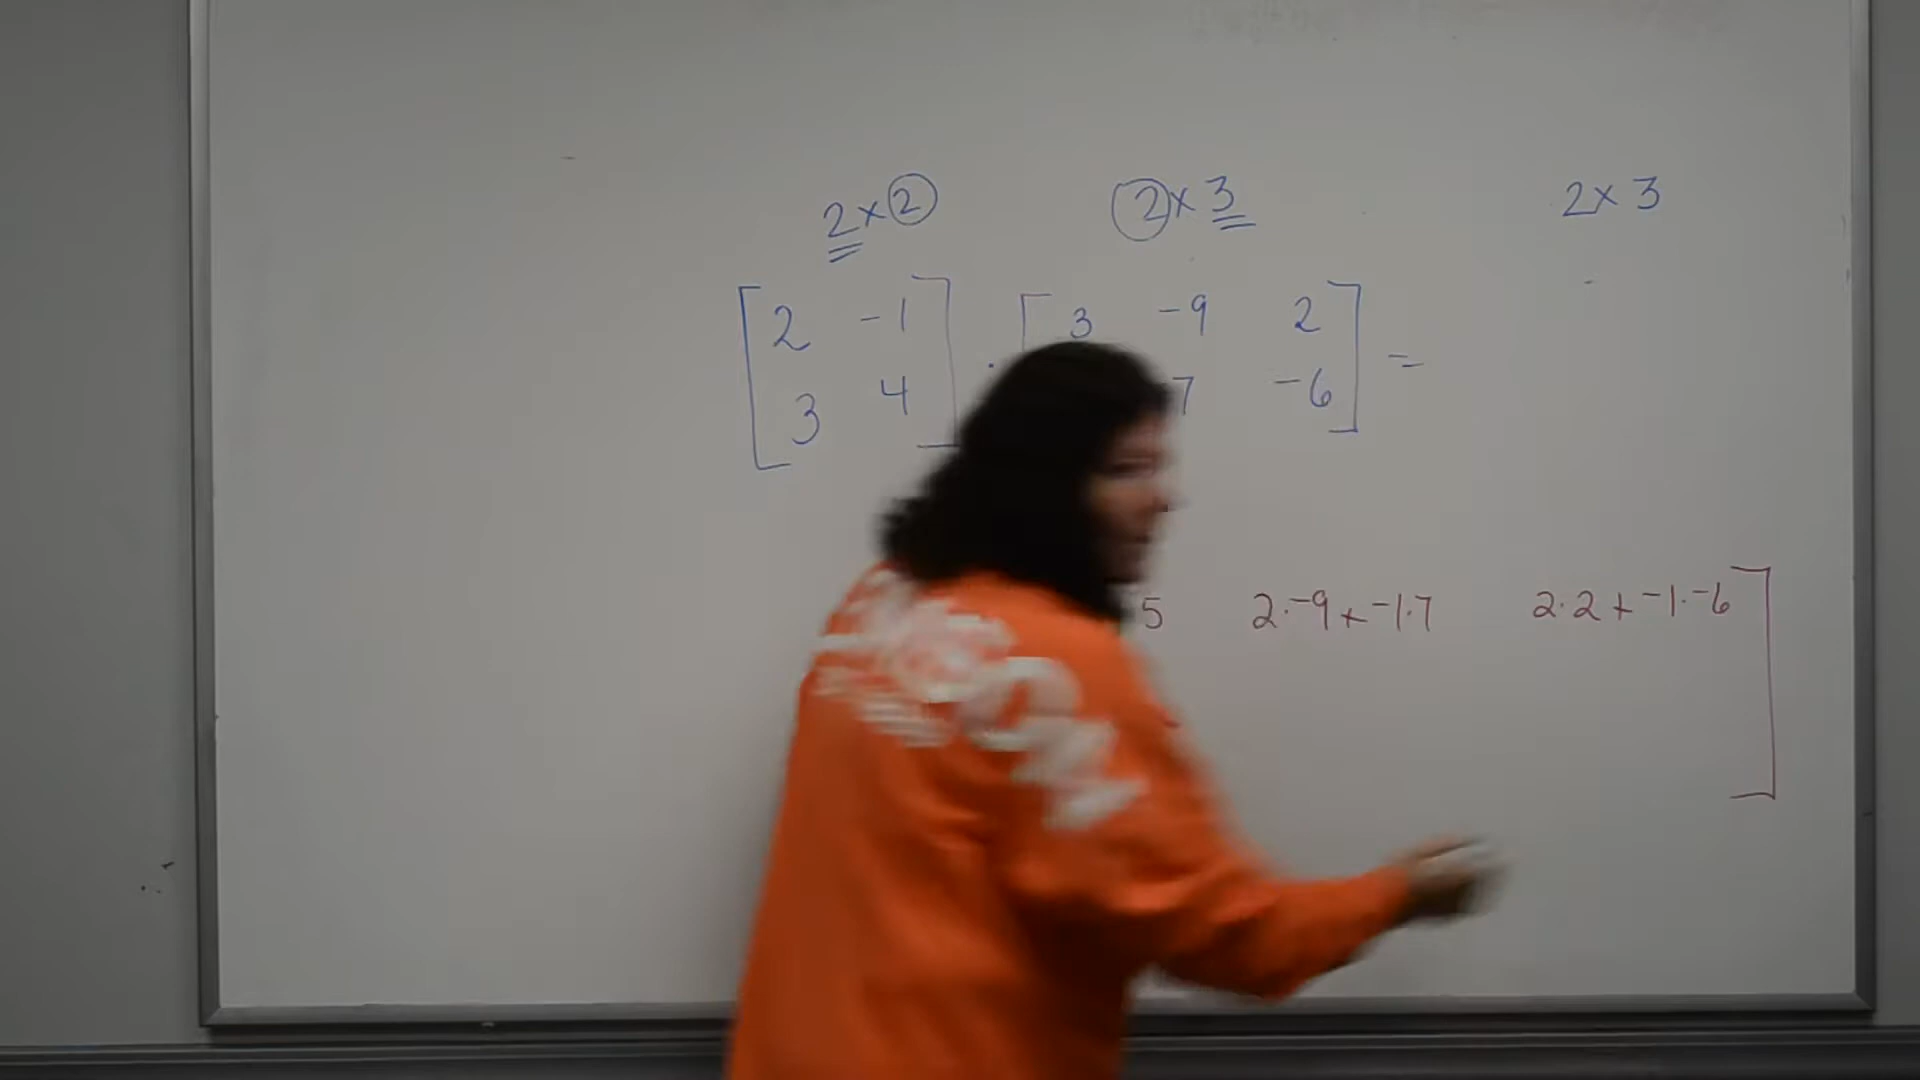 2 x 2 2 x 3 2 x 3
2 -1 . 3 -9 2 =
3 4 7 -6
5 2·-9 + -1·7 2·2 + -1·-6